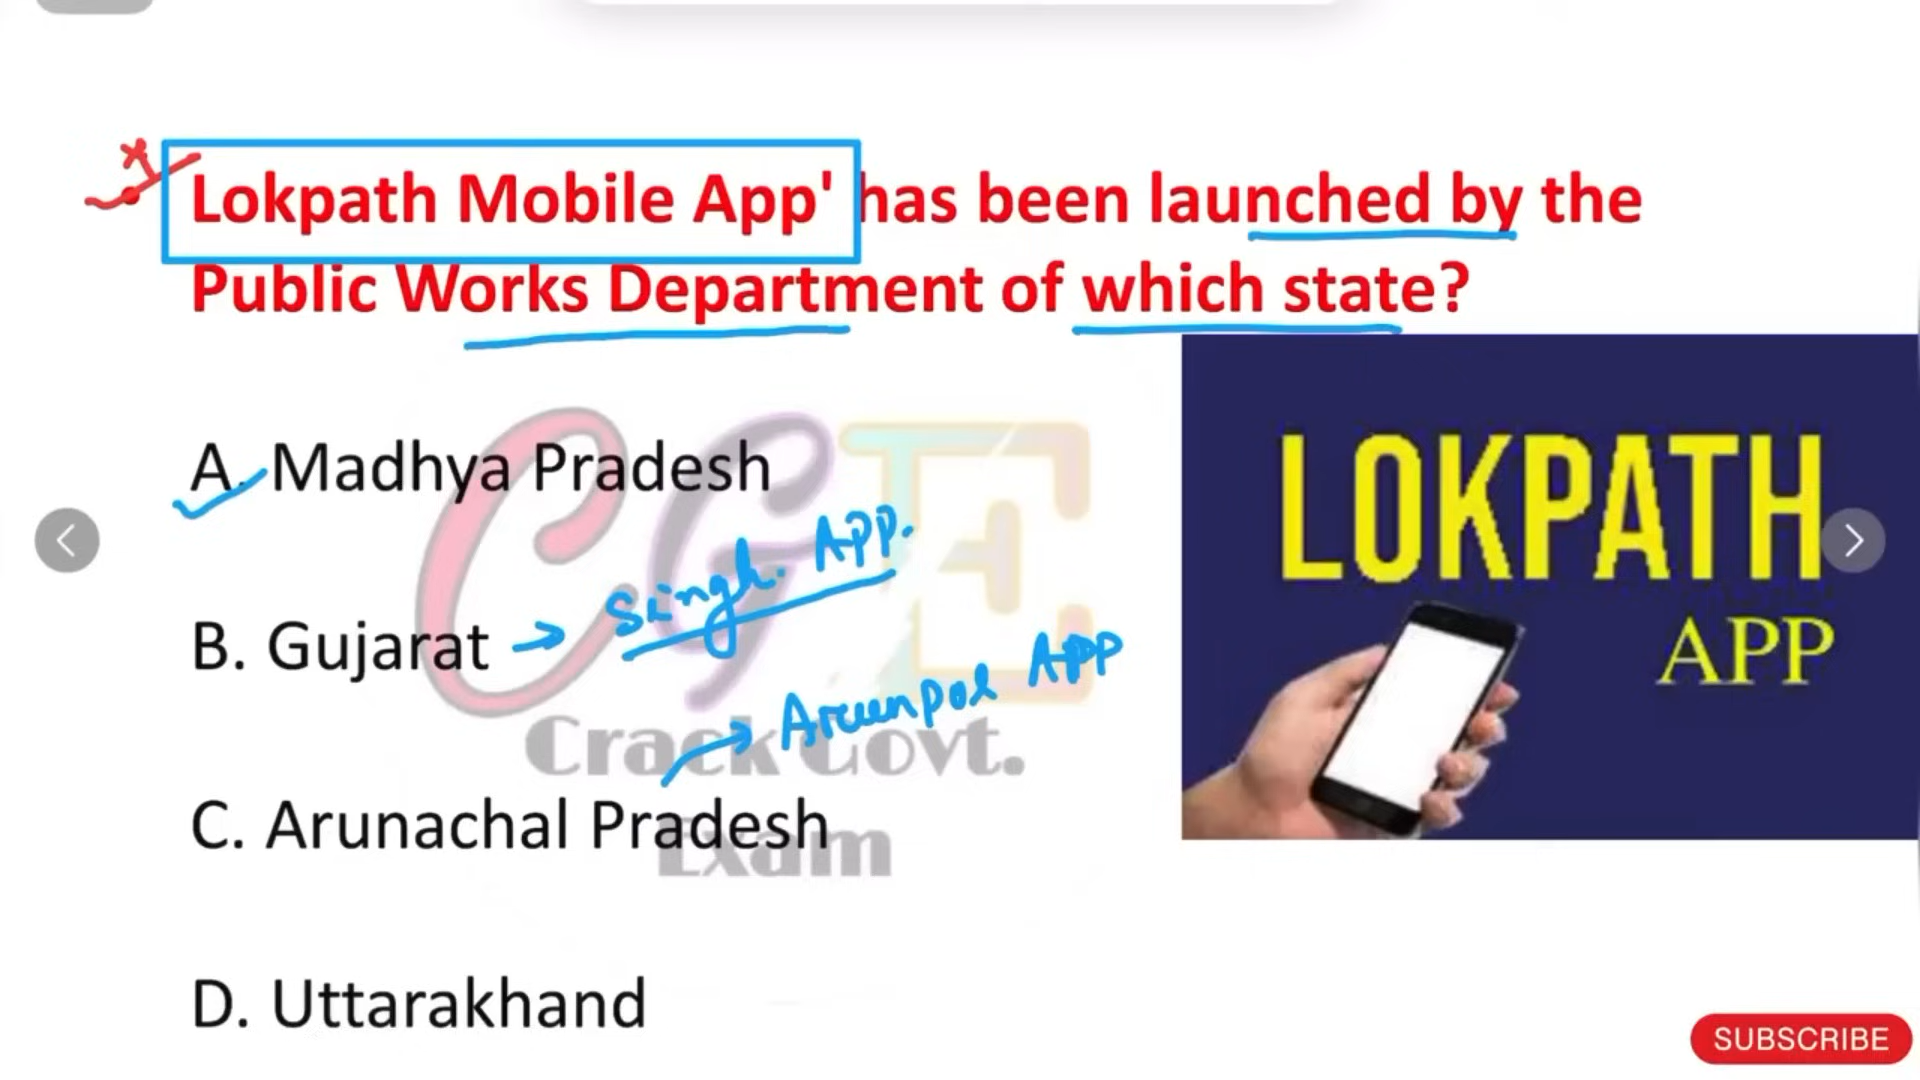 Lokpath Mobile App' has been launched by the
Public Works Department of which state?
LOKPATH
APP
A. Madhya Pradesh
Singh. APP.
B. Gujarat →
→ Arunpol APP
Crack Govt.
C. Arunachal Pradesh
Exam
D. Uttarakhand
SUBSCRIBE